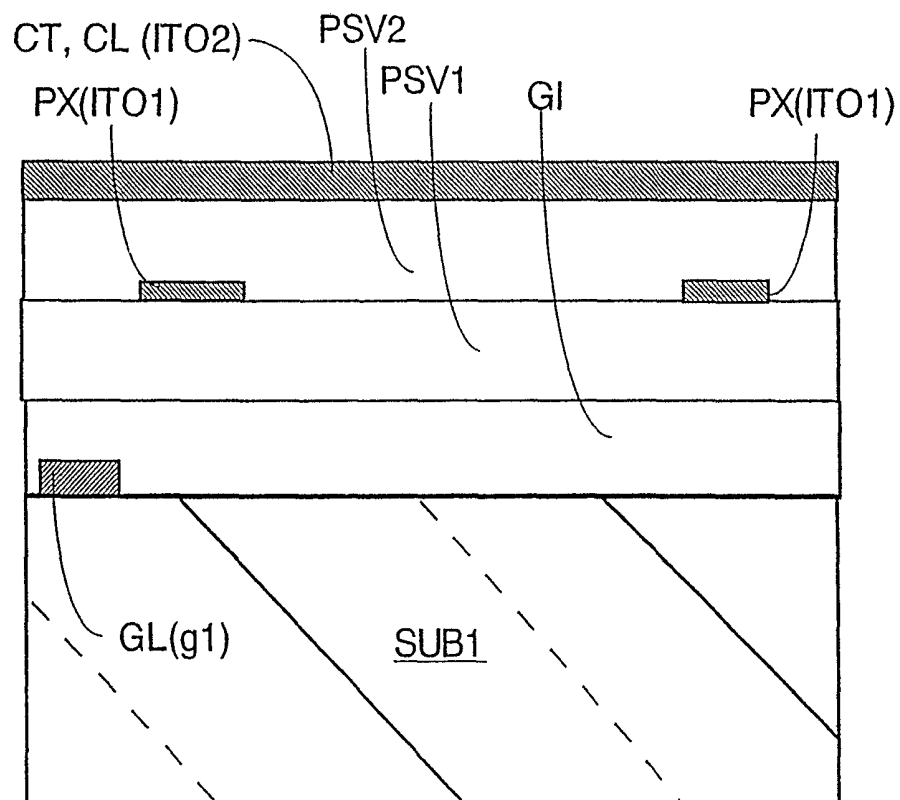 CT, CL (ITO2)
PSV2
PSV1
PX(ITO1)
GI
PX(ITO1)
GL(g1)
SUB1